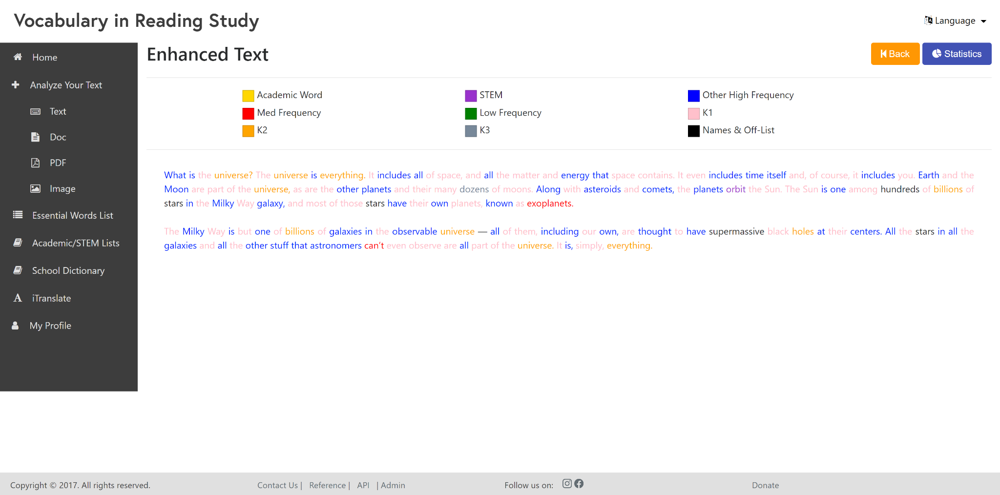 Vocabulary in Reading Study
Language
Home
Analyze Your Text
Text
Doc
PDF
Image
Essential Words List
Academic/STEM Lists
School Dictionary
iTranslate
My Profile
Enhanced Text
Back
Statistics
Academic Word
STEM
Other High Frequency
Med Frequency
Low Frequency
K1
K2
K3
Names & Off-List
What is the universe? The universe is everything. It includes all of space, and all the matter and energy that space contains. It even includes time itself and, of course, it includes you. Earth and the
Moon are part of the universe, as are the other planets and their many dozens of moons. Along with asteroids and comets, the planets orbit the Sun. The Sun is one among hundreds of billions of
stars in the Milky Way galaxy, and most of those stars have their own planets, known as exoplanets.
The Milky Way is but one of billions of galaxies in the observable universe — all of them, including our own, are thought to have supermassive black holes at their centers. All the stars in all the
galaxies and all the other stuff that astronomers can’t even observe are all part of the universe. It is, simply, everything.
Copyright © 2017. All rights reserved.
Contact Us | Reference | API | Admin
Follow us on:
Donate